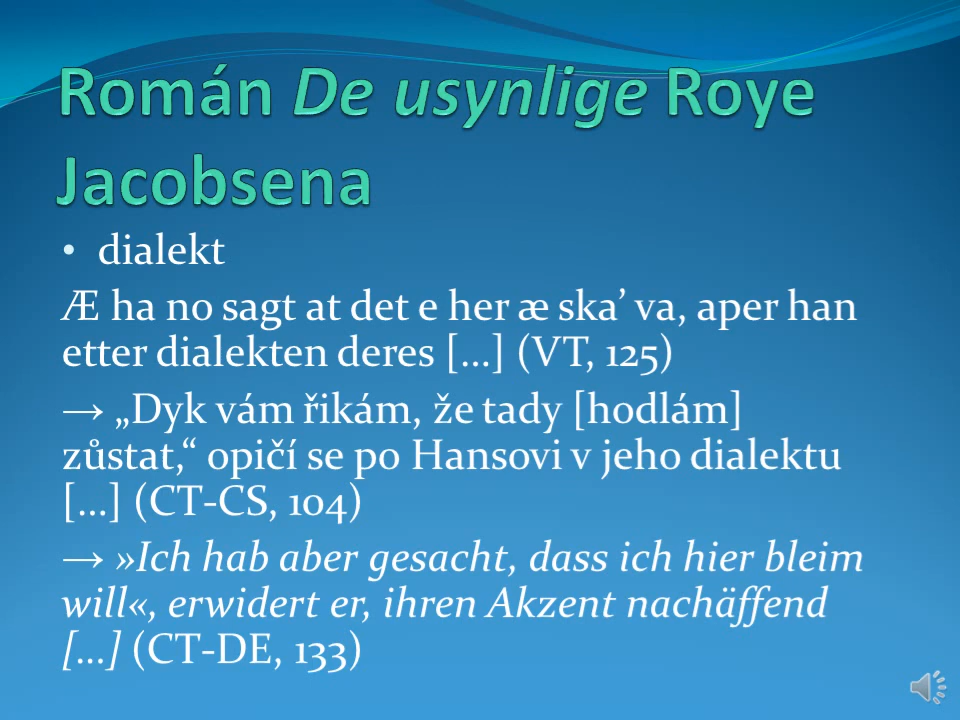 Román De usynlige Roye
Jacobsena
• dialekt
Æ ha no sagt at det e her æ ska’ va, aper han
etter dialekten deres […] (VT, 125)
→ „Dyk vám řikám, že tady [hodlám]
zůstat,“ opičí se po Hansovi v jeho dialektu
[…] (CT-CS, 104)
→ »Ich hab aber gesacht, dass ich hier bleim
will«, erwidert er, ihren Akzent nachäffend
[…] (CT-DE, 133)